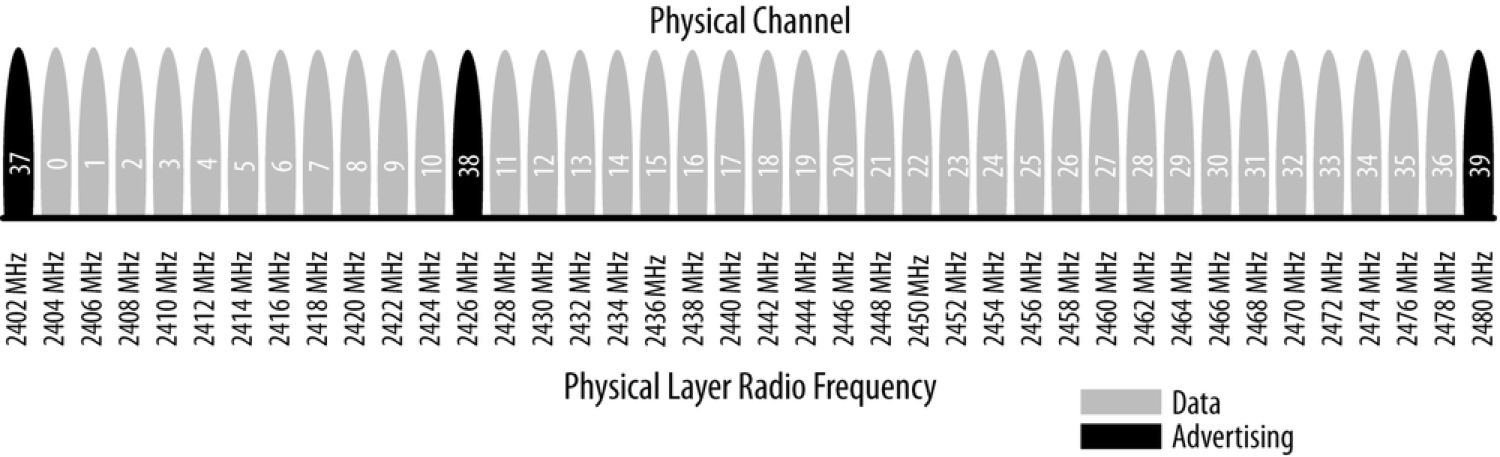 Physical Channel
37 0 1 2 3 4 5 6 7 8 9 10 38 11 12 13 14 15 16 17 18 19 20 21 22 23 24 25 26 27 28 29 30 31 32 33 34 35 36 39
2402 MHz 2404 MHz 2406 MHz 2408 MHz 2410 MHz 2412 MHz 2414 MHz 2416 MHz 2418 MHz 2420 MHz 2422 MHz 2424 MHz 2426 MHz 2428 MHz 2430 MHz 2432 MHz 2434 MHz 2436 MHz 2438 MHz 2440 MHz 2442 MHz 2444 MHz 2446 MHz 2448 MHz 2450 MHz 2452 MHz 2454 MHz 2456 MHz 2458 MHz 2460 MHz 2462 MHz 2464 MHz 2466 MHz 2468 MHz 2470 MHz 2472 MHz 2474 MHz 2476 MHz 2478 MHz 2480 MHz
Physical Layer Radio Frequency
Data
Advertising